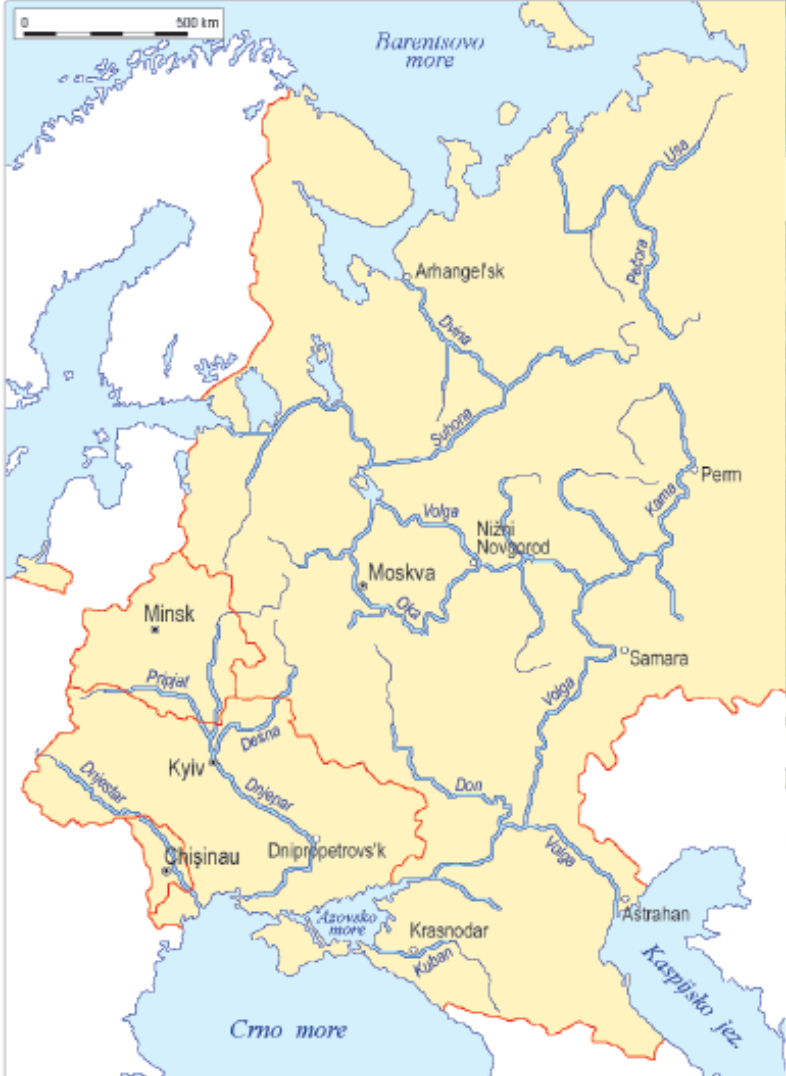 0 500 km
Barentsovo
more
Usa
Pečora
Arhangel'sk
Dvina
Suhona
Perm
Kama
Volga
Nižni
Novgorod
Moskva
Oka
Minsk
Samara
Pripjat
Volga
Desna
Kyiv
Dnjestar
Dnjepar
Don
Dnipropetrovs'k
Volga
Chişinau
Astrahan
Azovsko
more
Krasnodar
Kuban
Kaspijsko jez.
Crno more